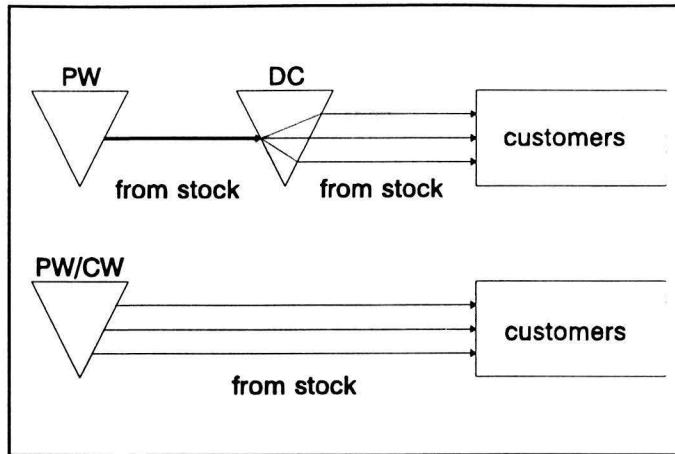 PW DC
customers
from stock from stock
PW/CW
customers
from stock